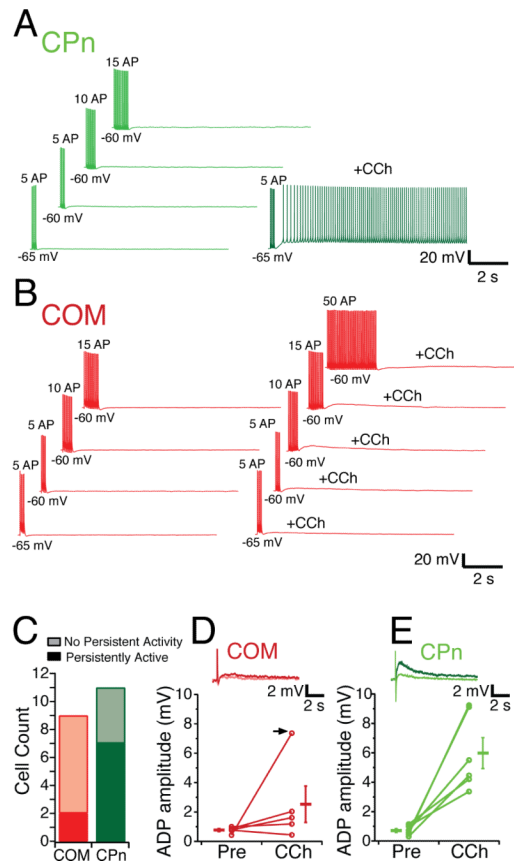 A
CPn
15 AP
10 AP
-60 mV
5 AP
-60 mV
+CCh
5 AP
5 AP
-60 mV
-65 mV
-65 mV
20 mV
2 s
B
COM
50 AP
15 AP
15 AP
+CCh
-60 mV
10 AP
10 AP
-60 mV
-60 mV
+CCh
5 AP
5 AP
-60 mV
-60 mV
+CCh
5 AP
5 AP
-60 mV
-60 mV
+CCh
-65 mV
-65 mV
+CCh
20 mV
2 s
C
No Persistent Activity
Persistently Active
12
10
8
6
4
2
0
Cell Count
COM
CPn
D
COM
2 mV
2 s
10
8
6
4
2
0
ADP amplitude (mV)
Pre
CCh
E
CPn
2 mV
2 s
10
8
6
4
2
0
ADP amplitude (mV)
Pre
CCh